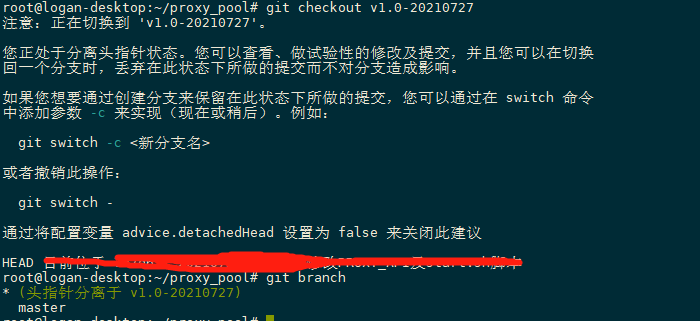 root@logan-desktop:~/proxy_pool# git checkout v1.0-20210727
注意：正在切换到 'v1.0-20210727'。
您正处于分离头指针状态。您可以查看、做试验性的修改及提交，并且您可以在切换
回一个分支时，丢弃在此状态下所做的提交而不对分支造成影响。
如果您想要通过创建分支来保留在此状态下所做的提交，您可以通过在 switch 命令
中添加参数 -c 来实现（现在或稍后）。例如：
git switch -c <新分支名>
或者撤销此操作：
git switch -
通过将配置变量 advice.detachedHead 设置为 false 来关闭此建议
HEAD 目前位于
root@logan-desktop:~/proxy_pool# git branch
* (头指针分离于 v1.0-20210727)
master
root@logan-desktop:~/proxy_pool#